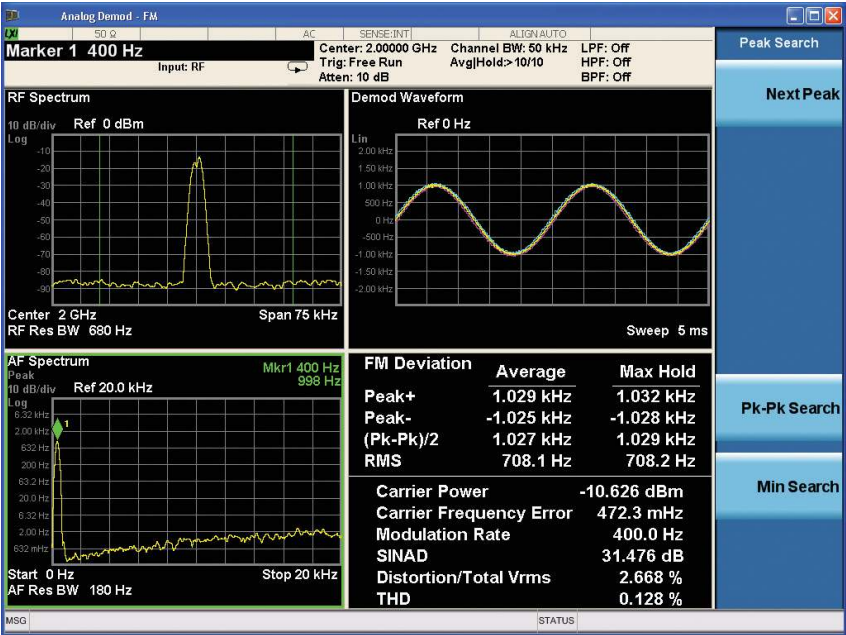 Analog Demod - FM
LXI
50 Ω
AC
SENSE:INT
ALIGN AUTO
Marker 1 400 Hz
Input: RF
Center: 2.00000 GHz
Channel BW: 50 kHz
LPF: Off
Trig: Free Run
Avg|Hold:>10/10
HPF: Off
Atten: 10 dB
BPF: Off
Peak Search
Next Peak
Pk-Pk Search
Min Search
RF Spectrum
10 dB/div
Ref 0 dBm
Log
-10
-20
-30
-40
-50
-60
-70
-80
-90
Center 2 GHz
Span 75 kHz
RF Res BW 680 Hz
Demod Waveform
Ref 0 Hz
Lin
2.00 kHz
1.50 kHz
1.00 kHz
500 Hz
0 Hz
-500 Hz
-1.00 kHz
-1.50 kHz
-2.00 kHz
Sweep 5 ms
AF Spectrum
Peak
10 dB/div
Ref 20.0 kHz
Mkr1 400 Hz
998 Hz
Log
6.32 kHz
2.00 kHz
632 Hz
200 Hz
63.2 Hz
20.0 Hz
6.32 Hz
2.00 Hz
632 mHz
1
Start 0 Hz
Stop 20 kHz
AF Res BW 180 Hz
FM Deviation
Average
Max Hold
Peak+ 1.029 kHz 1.032 kHz
Peak- -1.025 kHz -1.028 kHz
(Pk-Pk)/2 1.027 kHz 1.029 kHz
RMS 708.1 Hz 708.2 Hz
Carrier Power -10.626 dBm
Carrier Frequency Error 472.3 mHz
Modulation Rate 400.0 Hz
SINAD 31.476 dB
Distortion/Total Vrms 2.668 %
THD 0.128 %
MSG
STATUS